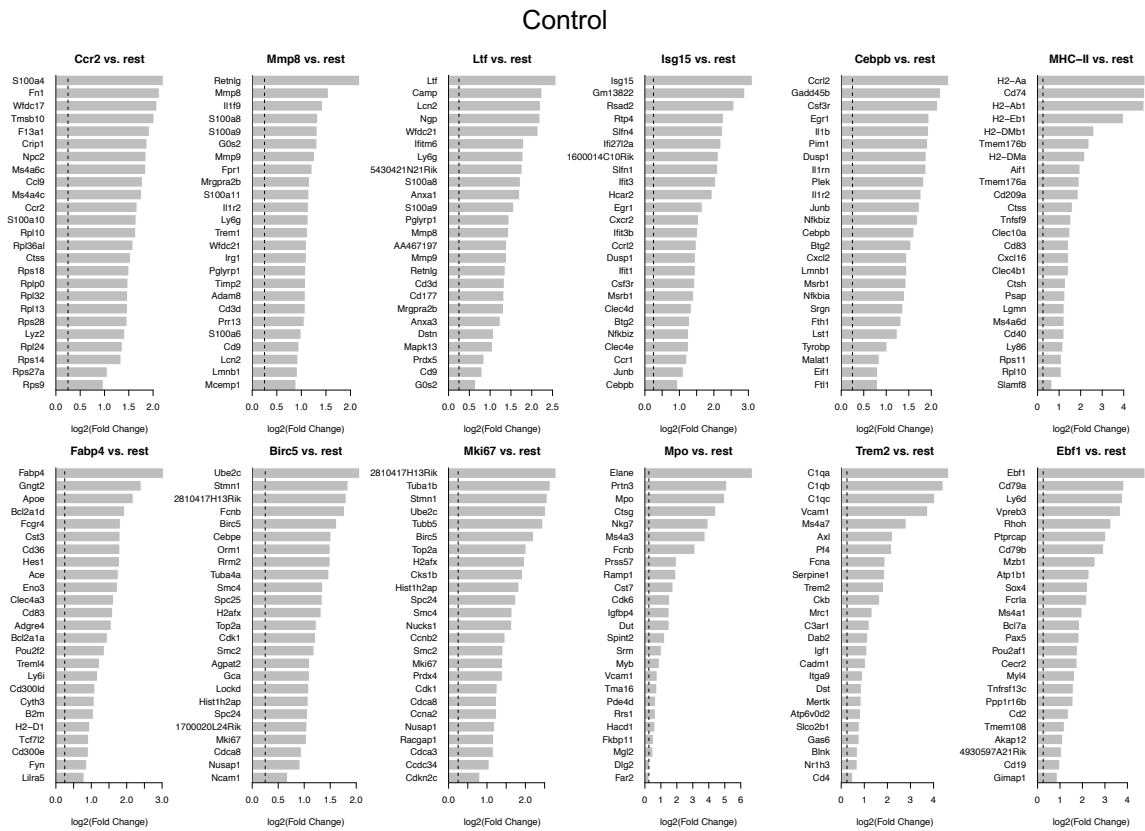 Control
Ccr2 vs. rest
S100a4
Fn1
Wfdc17
Tmsb10
F13a1
Crip1
Npc2
Ms4a6c
Ccl9
Ms4a4c
Ccr2
S100a10
Rpl10
Rpl36al
Ctss
Rps18
Rplp0
Rpl32
Rpl13
Rps28
Lyz2
Rpl24
Rps14
Rps27a
Rps9
0.0 0.5 1.0 1.5 2.0
log2(Fold Change)
Mmp8 vs. rest
Retnlg
Mmp8
Il1f9
S100a8
S100a9
G0s2
Mmp9
Fpr1
Mrgpra2b
S100a11
Il1r2
Ly6g
Trem1
Wfdc21
Irg1
Pglyrp1
Timp2
Adam8
Cd3d
Prr13
S100a6
Cd9
Lcn2
Lmnb1
Mcemp1
0.0 0.5 1.0 1.5 2.0
log2(Fold Change)
Ltf vs. rest
Ltf
Camp
Lcn2
Ngp
Wfdc21
Ifitm6
Ly6g
5430421N21Rik
S100a8
Anxa1
S100a9
Pglyrp1
Mmp8
AA467197
Mmp9
Retnlg
Cd3d
Cd177
Mrgpra2b
Anxa3
Dstn
Mapk13
Prdx5
Cd9
G0s2
0.0 0.5 1.0 1.5 2.0 2.5
log2(Fold Change)
Isg15 vs. rest
Isg15
Gm13822
Rsad2
Rtp4
Slfn4
Ifi27l2a
1600014C10Rik
Slfn1
Ifit3
Hcar2
Egr1
Cxcr2
Ifit3b
Ccrl2
Dusp1
Ifit1
Csf3r
Msrb1
Clec4d
Btg2
Nfkbiz
Clec4e
Ccr1
Junb
Cebpb
0.0 1.0 2.0 3.0
log2(Fold Change)
Cebpb vs. rest
Ccrl2
Gadd45b
Csf3r
Egr1
Il1b
Pim1
Dusp1
Il1rn
Plek
Il1r2
Junb
Nfkbiz
Cebpb
Btg2
Cxcl2
Lmnb1
Msrb1
Nfkbia
Srgn
Fth1
Lst1
Tyrobp
Malat1
Eif1
Ftl1
0.0 0.5 1.0 1.5 2.0
log2(Fold Change)
MHC−II vs. rest
H2−Aa
Cd74
H2−Ab1
H2−Eb1
H2−DMb1
Tmem176b
H2−DMa
Aif1
Tmem176a
Cd209a
Ctss
Tnfsf9
Clec10a
Cd83
Cxcl16
Clec4b1
Ctsh
Psap
Lgmn
Ms4a6d
Cd40
Ly86
Rps11
Rpl10
Slamf8
0 1 2 3 4
log2(Fold Change)
Fabp4 vs. rest
Fabp4
Gngt2
Apoe
Bcl2a1d
Fcgr4
Cst3
Cd36
Hes1
Ace
Eno3
Clec4a3
Cd83
Adgre4
Bcl2a1a
Pou2f2
Treml4
Ly6i
Cd300ld
Cyth3
B2m
H2−D1
Tcf7l2
Cd300e
Fyn
Lilra5
0.0 1.0 2.0 3.0
log2(Fold Change)
Birc5 vs. rest
Ube2c
Stmn1
2810417H13Rik
Fcnb
Birc5
Cebpe
Orm1
Rrm2
Tuba4a
Smc4
Spc25
H2afx
Top2a
Cdk1
Smc2
Agpat2
Gca
Lockd
Hist1h2ap
Spc24
1700020L24Rik
Mki67
Cdca8
Nusap1
Ncam1
0.0 0.5 1.0 1.5 2.0
log2(Fold Change)
Mki67 vs. rest
2810417H13Rik
Tuba1b
Stmn1
Ube2c
Tubb5
Birc5
Top2a
H2afx
Cks1b
Hist1h2ap
Spc24
Smc4
Nucks1
Ccnb2
Smc2
Mki67
Prdx4
Cdk1
Cdca8
Ccna2
Nusap1
Racgap1
Cdca3
Ccdc34
Cdkn2c
0.0 1.0 2.0
log2(Fold Change)
Mpo vs. rest
Elane
Prtn3
Mpo
Ctsg
Nkg7
Ms4a3
Fcnb
Prss57
Ramp1
Cst7
Cdk6
Igfbp4
Dut
Spint2
Srm
Myb
Vcam1
Tma16
Pde4d
Rrs1
Hacd1
Fkbp11
Mgl2
Dlg2
Far2
0 1 2 3 4 5 6
log2(Fold Change)
Trem2 vs. rest
C1qa
C1qb
C1qc
Vcam1
Ms4a7
Axl
Pf4
Fcna
Serpine1
Trem2
Ckb
Mrc1
C3ar1
Dab2
Igf1
Cadm1
Itga9
Dst
Mertk
Atp6v0d2
Slco2b1
Gas6
Blnk
Nr1h3
Cd4
0 1 2 3 4
log2(Fold Change)
Ebf1 vs. rest
Ebf1
Cd79a
Ly6d
Vpreb3
Rhoh
Ptprcap
Cd79b
Mzb1
Atp1b1
Sox4
Fcrla
Ms4a1
Bcl7a
Pax5
Pou2af1
Cecr2
Myl4
Tnfrsf13c
Ppp1r16b
Cd2
Tmem108
Akap12
4930597A21Rik
Cd19
Gimap1
0 1 2 3 4
log2(Fold Change)